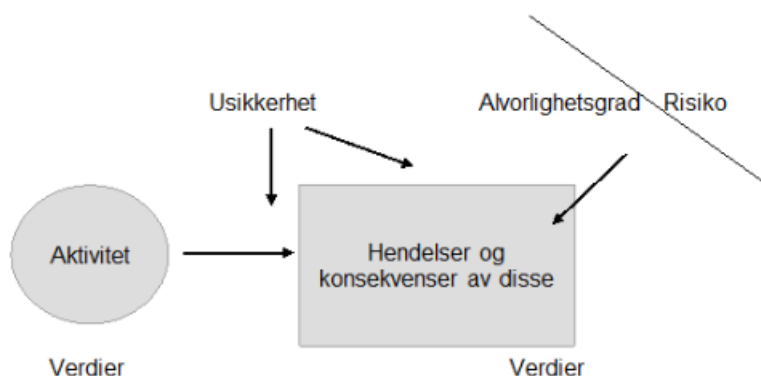 Usikkerhet
Alvorlighetsgrad Risiko
Aktivitet
Hendelser og
konsekvenser av disse
Verdier
Verdier